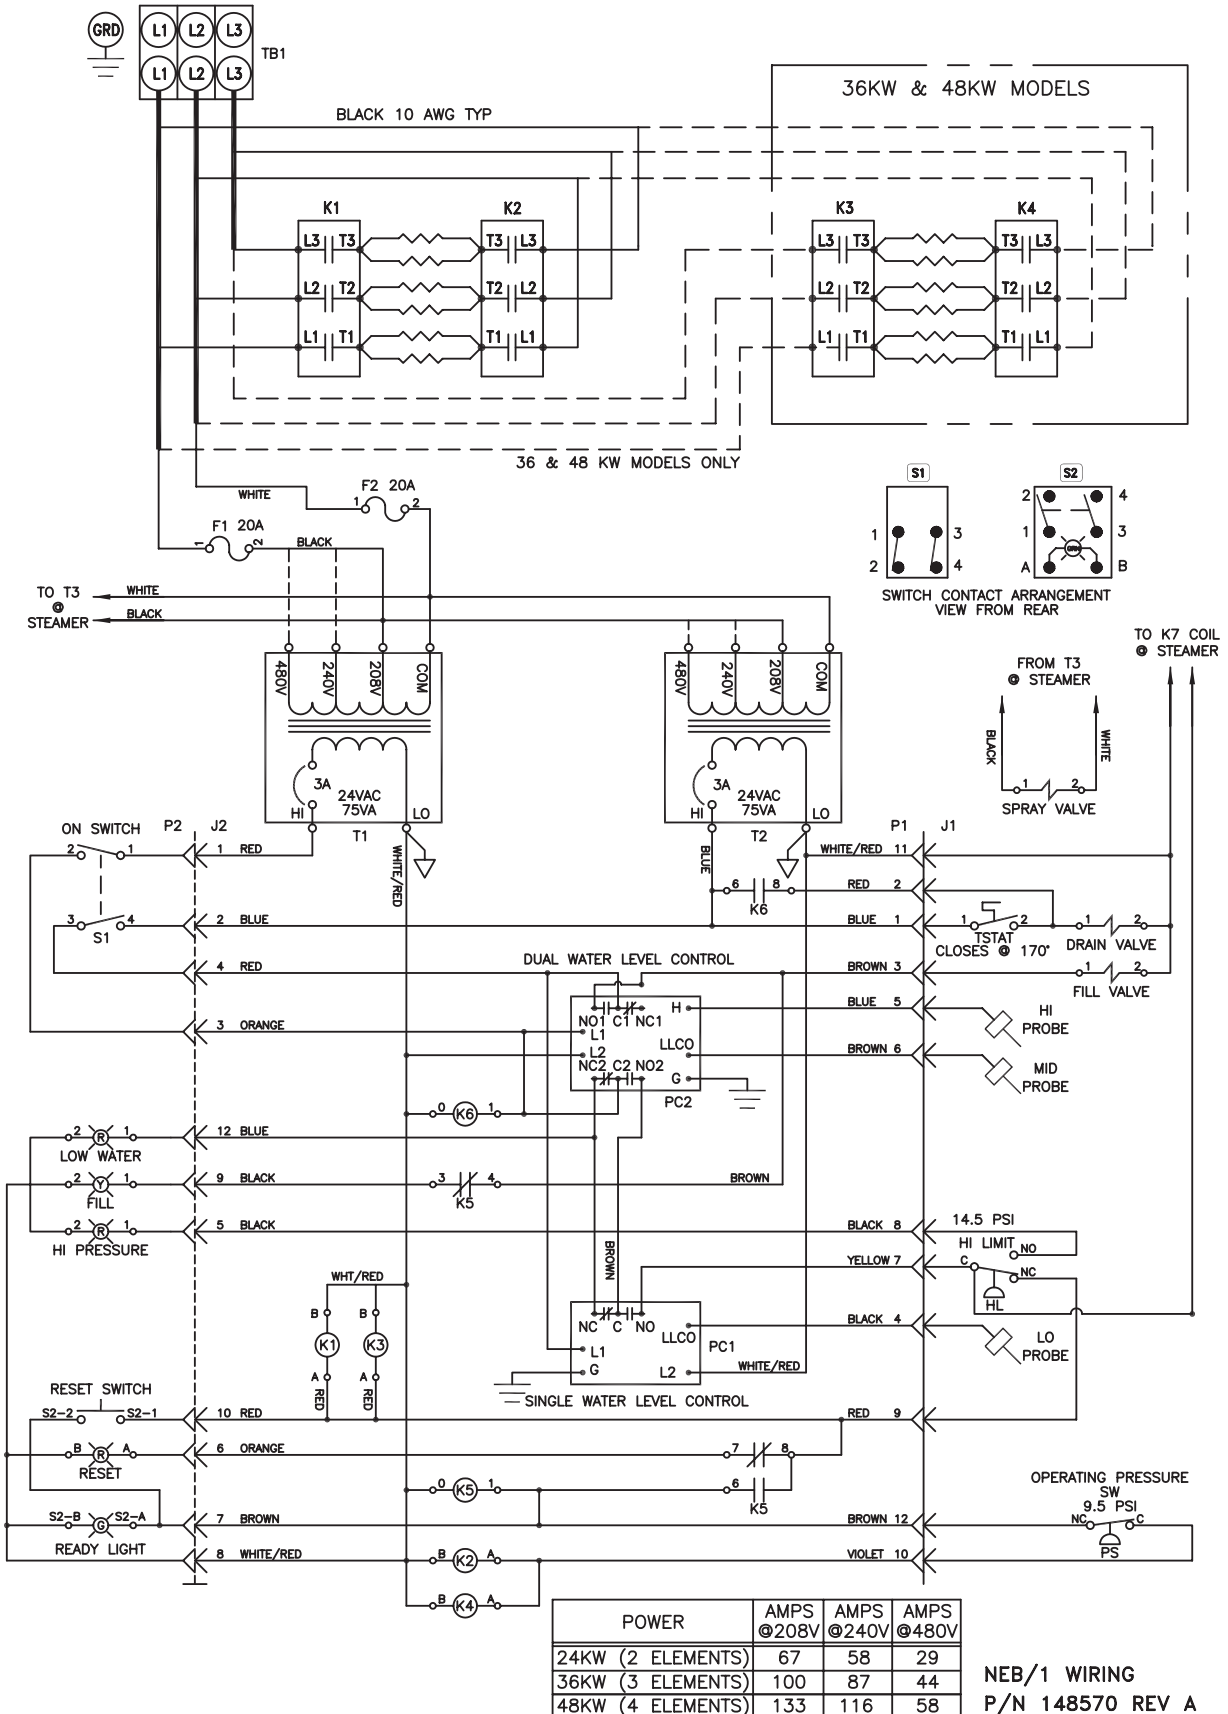 GRD L1 L2 L3
L1 L2 L3 TB1
BLACK 10 AWG TYP
36KW & 48KW MODELS
K1 K2 K3 K4
L3 T3 T3 L3 L3 T3 T3 L3
L2 T2 T2 L2 L2 T2 T2 L2
L1 T1 T1 L1 L1 T1 T1 L1
36 & 48 KW MODELS ONLY
WHITE
F2 20A
1 2
F1 20A
1 2
BLACK
S1 S2
1 3
2 4
2 4
1 3
GRN
A B
SWITCH CONTACT ARRANGEMENT
VIEW FROM REAR
TO T3
@
STEAMER
WHITE
BLACK
480V 240V 208V COM
480V 240V 208V COM
3A
24VAC
75VA
HI LO
T1
3A
24VAC
75VA
HI LO
T2
TO K7 COIL
@ STEAMER
FROM T3
@ STEAMER
BLACK
WHITE
1 2
SPRAY VALVE
ON SWITCH
P2 J2
P1 J1
2 1
1 RED
WHITE/RED
BLUE
WHITE/RED 11
6 8
K6
RED 2
3 4
S1
2 BLUE
BLUE 1
1 2
TSTAT
CLOSES @ 170°
1 2
DRAIN VALVE
4 RED
DUAL WATER LEVEL CONTROL
BROWN 3
1 2
FILL VALVE
NO1 C1 NC1
H
BLUE 5
HI
PROBE
3 ORANGE
L1
L2
LLCO
BROWN 6
MID
PROBE
NC2 C2 NO2
G
PC2
0 K6 1
2 R 1
LOW WATER
12 BLUE
2 Y 1
FILL
9 BLACK
3 4
K5
BROWN
2 R 1
HI PRESSURE
5 BLACK
BLACK 8
14.5 PSI
HI LIMIT
NO
C
NC
HL
BROWN
YELLOW 7
WHT/RED
B B
K1 K3
A A
RED RED
NC C NO
LLCO
PC1
L1
G
L2
WHITE/RED
BLACK 4
LO
PROBE
SINGLE WATER LEVEL CONTROL
RESET SWITCH
S2-2 S2-1
10 RED
RED 9
B R A
RESET
6 ORANGE
7 8
0 K5 1
6
K5
OPERATING PRESSURE
SW
9.5 PSI
NC C
PS
S2-B G S2-A
READY LIGHT
7 BROWN
BROWN 12
8 WHITE/RED
B K2 A
VIOLET 10
B K4 A
POWER AMPS @208V AMPS @240V AMPS @480V
24KW (2 ELEMENTS) 67 58 29
36KW (3 ELEMENTS) 100 87 44
48KW (4 ELEMENTS) 133 116 58
NEB/1 WIRING
P/N 148570 REV A